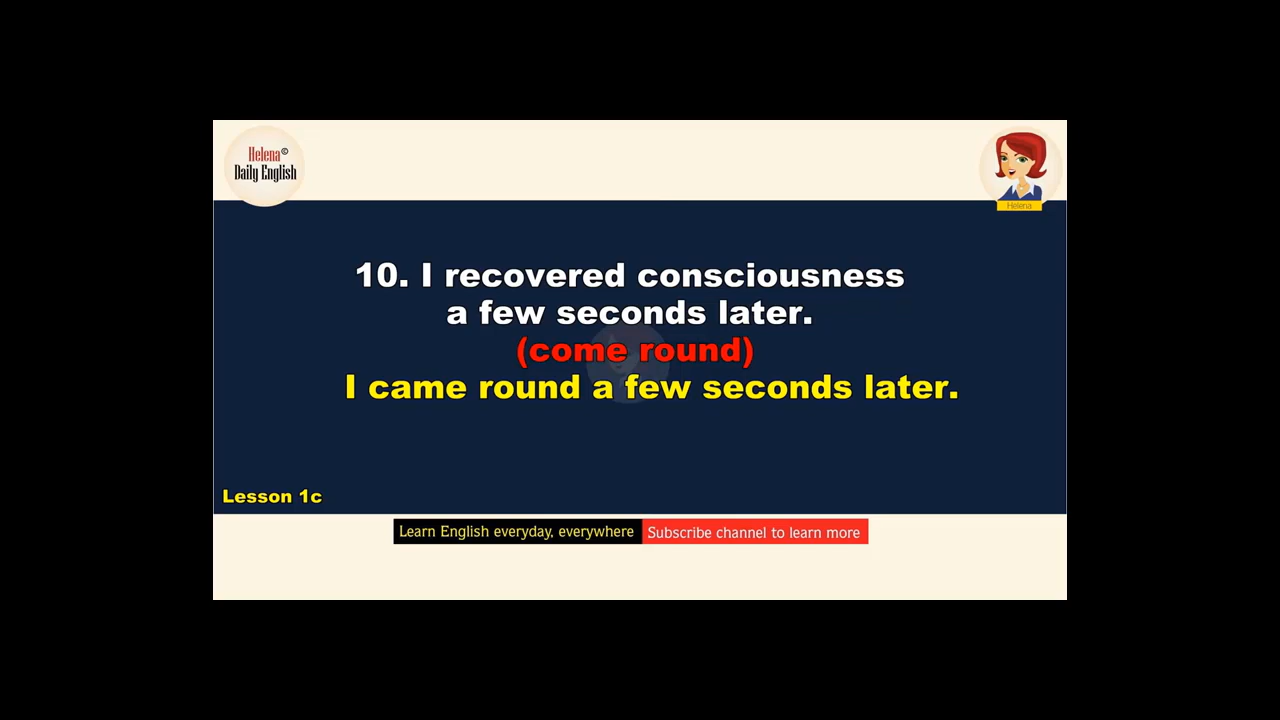 Helena©
Daily English
Helena
10. I recovered consciousness
a few seconds later.
(come round)
I came round a few seconds later.
Lesson 1c
Learn English everyday, everywhere
Subscribe channel to learn more